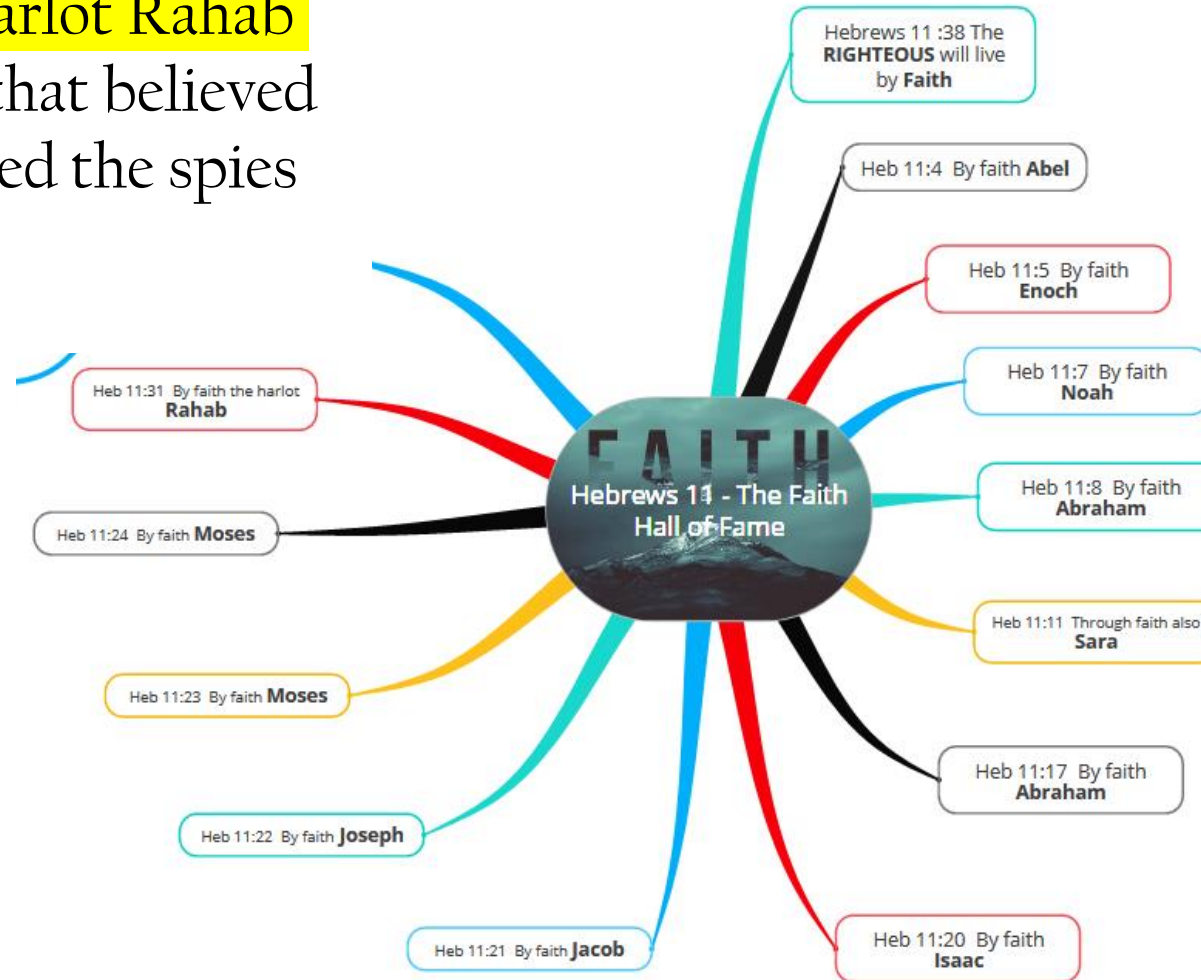 arlot Rahab
that believed
ed the spies
Hebrews 11 :38 The
RIGHTEOUS will live
by Faith
Heb 11:4 By faith Abel
Heb 11:5 By faith
Enoch
Heb 11:7 By faith
Noah
Heb 11:8 By faith
Abraham
Heb 11:11 Through faith also
Sara
Heb 11:17 By faith
Abraham
Heb 11:20 By faith
Isaac
Heb 11:21 By faith Jacob
Heb 11:22 By faith Joseph
Heb 11:23 By faith Moses
Heb 11:24 By faith Moses
Heb 11:31 By faith the harlot
Rahab
FAITH
Hebrews 11 - The Faith
Hall of Fame